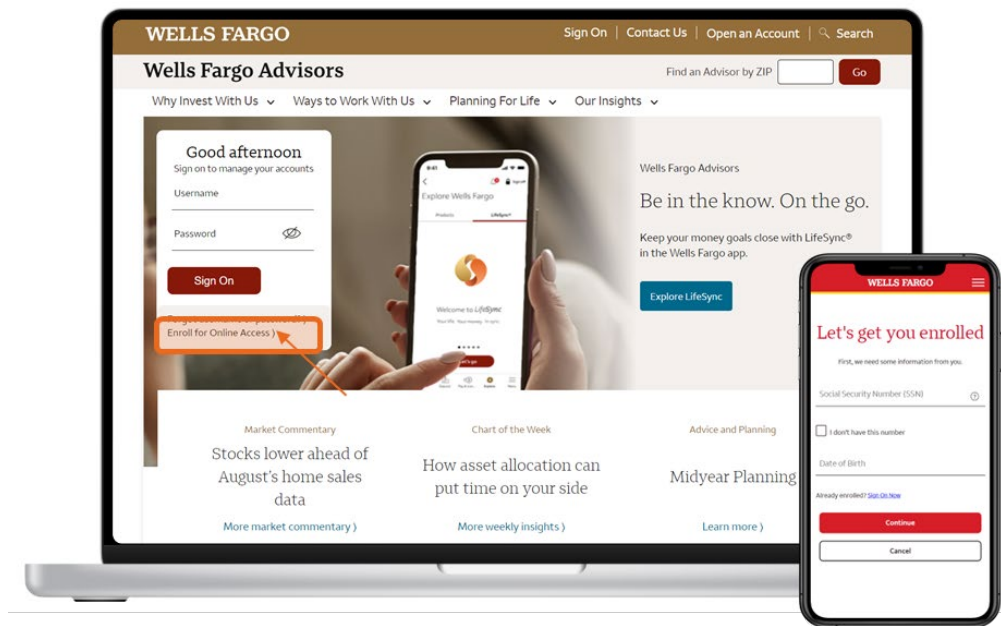 WELLS FARGO
Sign On | Contact Us | Open an Account | Search
Wells Fargo Advisors
Find an Advisor by ZIP Go
Why Invest With Us Ways to Work With Us Planning For Life Our Insights
Good afternoon
Sign on to manage your accounts
Username
Password
Sign On
Enroll for Online Access
9:41
Sign off
Explore Wells Fargo
Products LifeSync®
Welcome to LifeSync
Explore
Menu
Wells Fargo Advisors
Be in the know. On the go.
Keep your money goals close with LifeSync®
in the Wells Fargo app.
Explore LifeSync
Market Commentary
Stocks lower ahead of
August's home sales
data
More market commentary
Chart of the Week
How asset allocation can
put time on your side
More weekly insights
Advice and Planning
Midyear Planning
Learn more
WELLS FARGO
Let's get you enrolled
First, we need some information from you.
Social Security Number (SSN)
I don't have this number
Date of Birth
Already enrolled? Sign On Now
Continue
Cancel